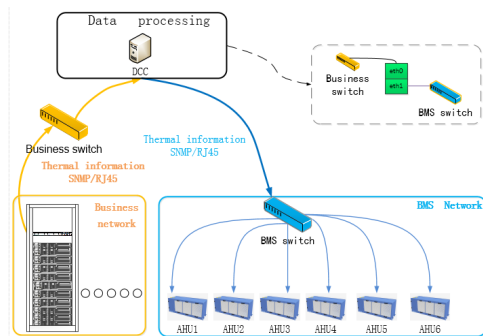 Data processing
DCC
Business
switch
eth0
eth1
BMS switch
Business switch
Thermal information
SNMP/RJ45
Thermal information
SNMP/RJ45
Business
network
BMS Network
BMS switch
AHU1 AHU2 AHU3 AHU4 AHU5 AHU6